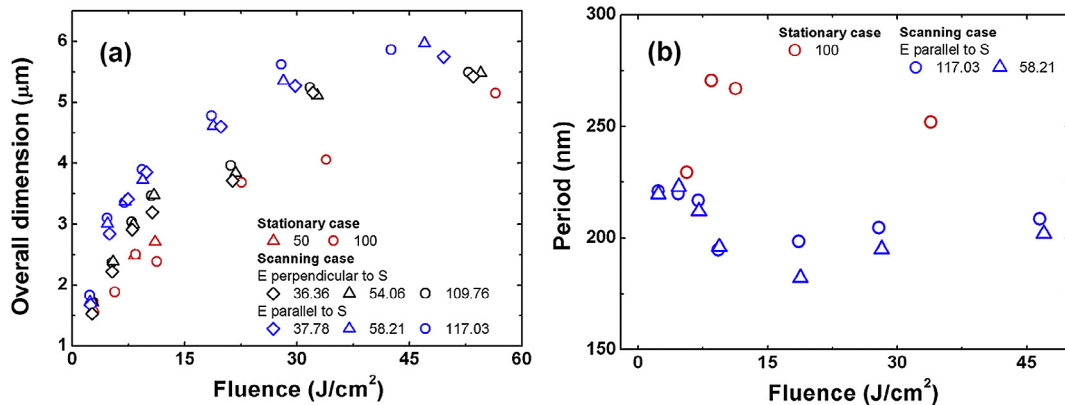 (a)
Overall dimension (μm)
6
5
4
3
2
1
0
15
30
45
60
Fluence (J/cm²)
Stationary case
50
100
Scanning case
E perpendicular to S
36.36
54.06
109.76
E parallel to S
37.78
58.21
117.03
(b)
Period (nm)
300
250
200
150
0
15
30
45
Fluence (J/cm²)
Stationary case
100
Scanning case
E parallel to S
117.03
58.21